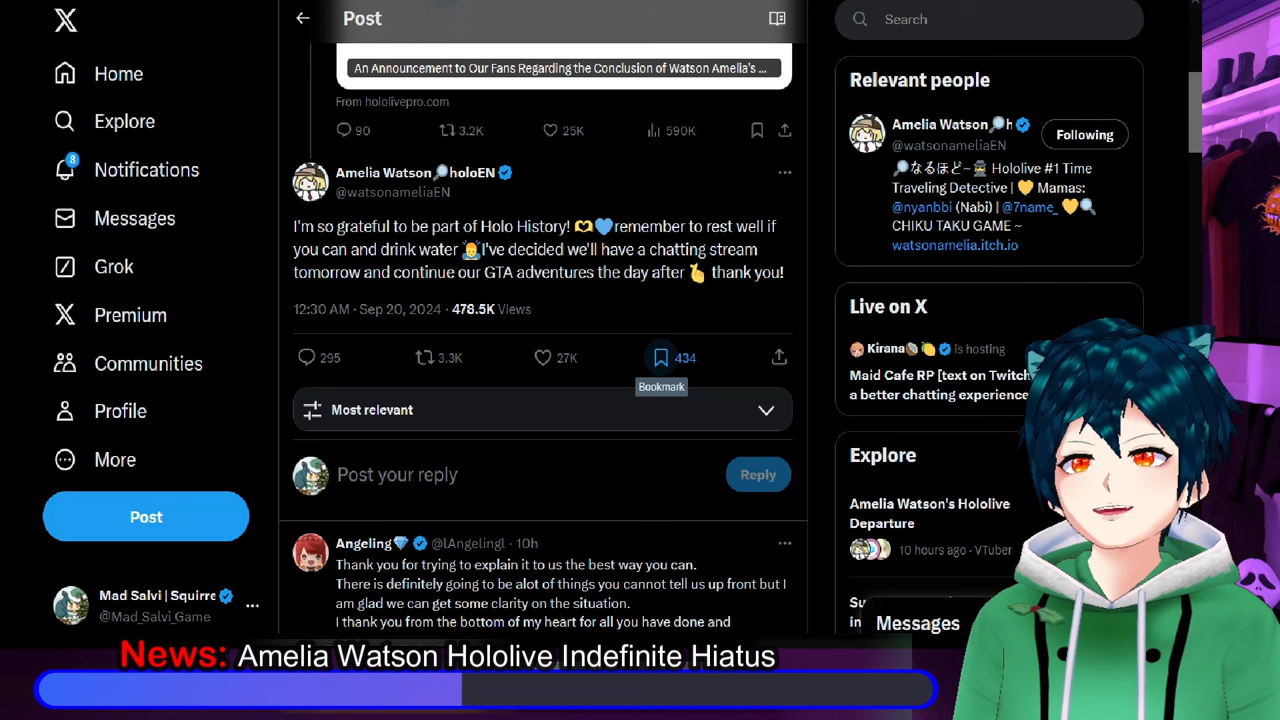 Post
An Announcement to Our Fans Regarding the Conclusion of Watson Amelia's ...
From hololivepro.com
90
3.2K
25K
590K
Amelia Watson🔎holoEN
@watsonameliaEN
I'm so grateful to be part of Holo History! 🫶💙remember to rest well if
you can and drink water 🙇I've decided we'll have a chatting stream
tomorrow and continue our GTA adventures the day after 🫰 thank you!
12:30 AM · Sep 20, 2024 · 478.5K Views
295
3.3K
27K
434
Bookmark
Most relevant
Post your reply
Reply
Angeling💎 @lAngelingl · 10h
Thank you for trying to explain it to us the best way you can.
There is definitely going to be alot of things you cannot tell us up front but I
am glad we can get some clarity on the situation.
I thank you from the bottom of my heart for all you have done and
Home
Explore
8
Notifications
Messages
Grok
Premium
Communities
Profile
More
Post
Mad Salvi | Squirre
@Mad_Salvi_Game
Search
Relevant people
Amelia Watson🔎h
@watsonameliaEN
Following
🔎なるほど~🕵 Hololive #1 Time
Traveling Detective | 💛 Mamas:
@nyanbbi (Nabi) | @7name_ 💛🔍
CHIKU TAKU GAME ~
watsonamelia.itch.io
Live on X
Kirana🥥🍋 is hosting
Maid Cafe RP [text on Twitch
a better chatting experience
Explore
Amelia Watson's Hololive
Departure
10 hours ago · VTuber
Su
in
Messages
News: Amelia Watson Hololive Indefinite Hiatus